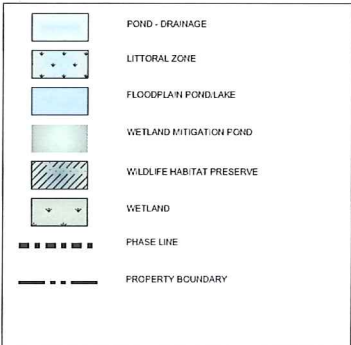 POND - DRAINAGE
LITTORAL ZONE
FLOODPLAIN POND/LAKE
WETLAND MITIGATION POND
WILDLIFE HABITAT PRESERVE
WETLAND
PHASE LINE
PROPERTY BOUNDARY